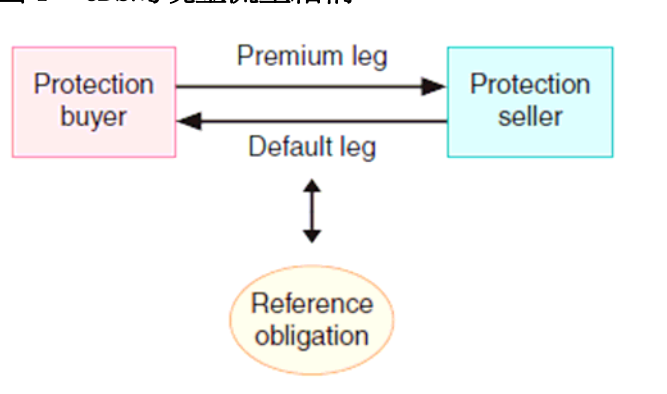 Premium leg
Protection
buyer
Protection
seller
Default leg
Reference
obligation